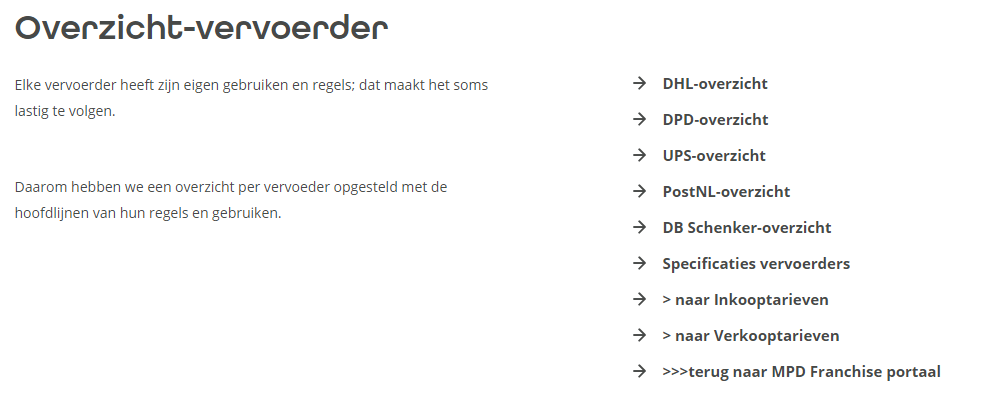 Overzicht-vervoerder
Elke vervoerder heeft zijn eigen gebruiken en regels; dat maakt het soms
lastig te volgen.
Daarom hebben we een overzicht per vervoeder opgesteld met de
hoofdlijnen van hun regels en gebruiken.
→ DHL-overzicht
→ DPD-overzicht
→ UPS-overzicht
→ PostNL-overzicht
→ DB Schenker-overzicht
→ Specificaties vervoerders
→ > naar Inkooptarieven
→ > naar Verkooptarieven
→ >>>terug naar MPD Franchise portaal